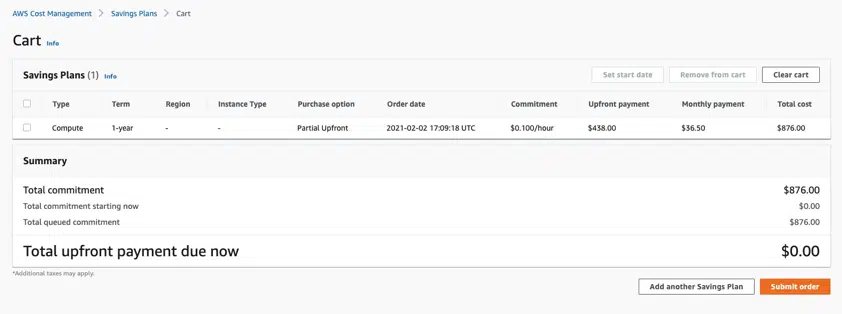 AWS Cost Management > Savings Plans > Cart
Cart Info
Savings Plans (1) Info Set start date Remove from cart Clear cart
Type Term Region Instance Type Purchase option Order date Commitment Upfront payment Monthly payment Total cost
Compute 1-year - - Partial Upfront 2021-02-02 17:09:18 UTC $0.100/hour $438.00 $36.50 $876.00
Summary
Total commitment $876.00
Total commitment starting now $0.00
Total queued commitment $876.00
Total upfront payment due now $0.00
*Additional taxes may apply.
Add another Savings Plan Submit order